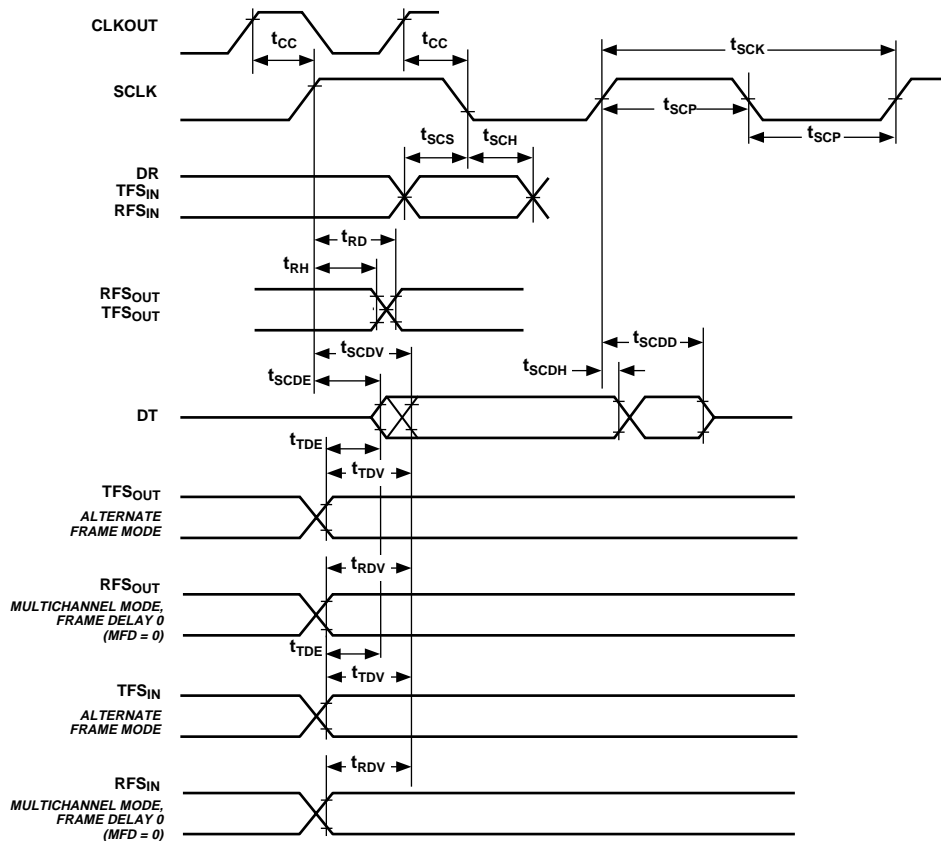 CLKOUT
tCC
tCC
tSCK
SCLK
tSCP
tSCP
tSCS
tSCH
DR
TFSIN
RFSIN
tRD
tRH
RFSOUT
TFSOUT
tSCDV
tSCDD
tSCDH
tSCDE
DT
tTDE
tTDV
TFSOUT
ALTERNATE
FRAME MODE
tRDV
RFSOUT
MULTICHANNEL MODE,
FRAME DELAY 0
(MFD = 0)
tTDE
tTDV
TFSIN
ALTERNATE
FRAME MODE
tRDV
RFSIN
MULTICHANNEL MODE,
FRAME DELAY 0
(MFD = 0)